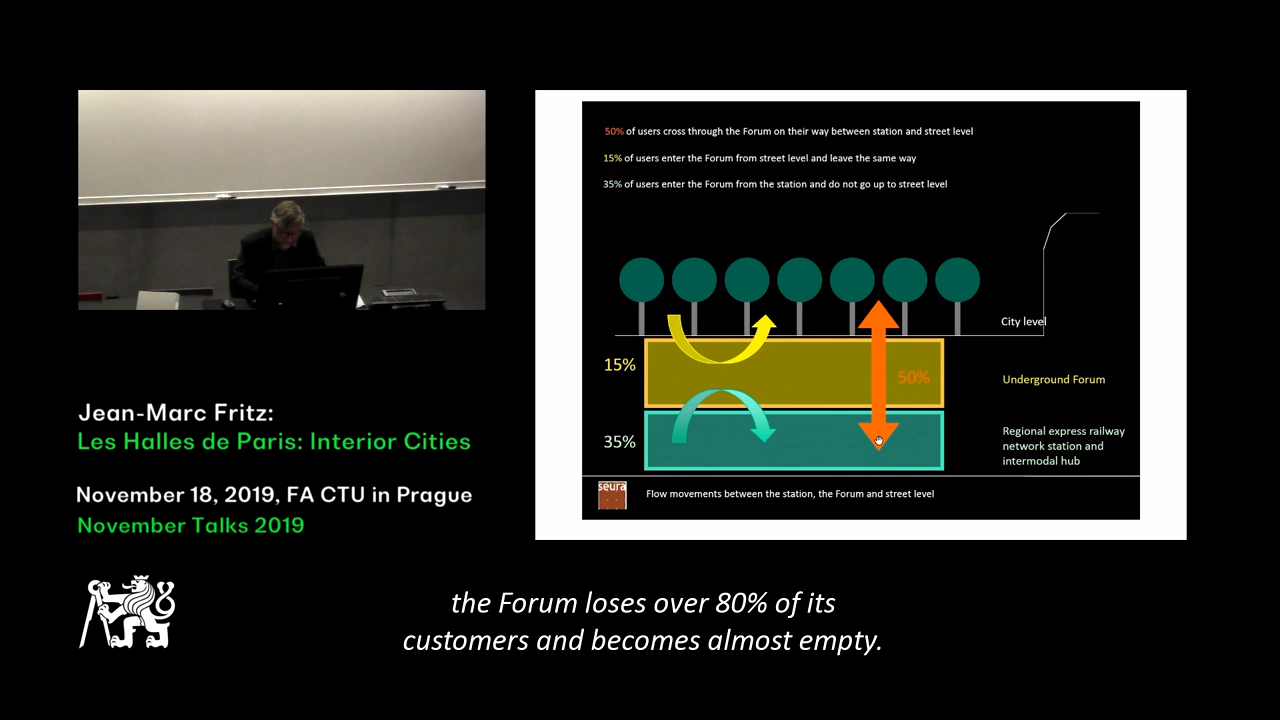 50% of users cross through the Forum on their way between station and street level
15% of users enter the Forum from street level and leave the same way
35% of users enter the Forum from the station and do not go up to street level
City level
15%
50%
Underground Forum
35%
Regional express railway
network station and
intermodal hub
seura
Flow movements between the station, the Forum and street level
Jean-Marc Fritz:
Les Halles de Paris: Interior Cities
November 18, 2019, FA CTU in Prague
November Talks 2019
the Forum loses over 80% of its
customers and becomes almost empty.